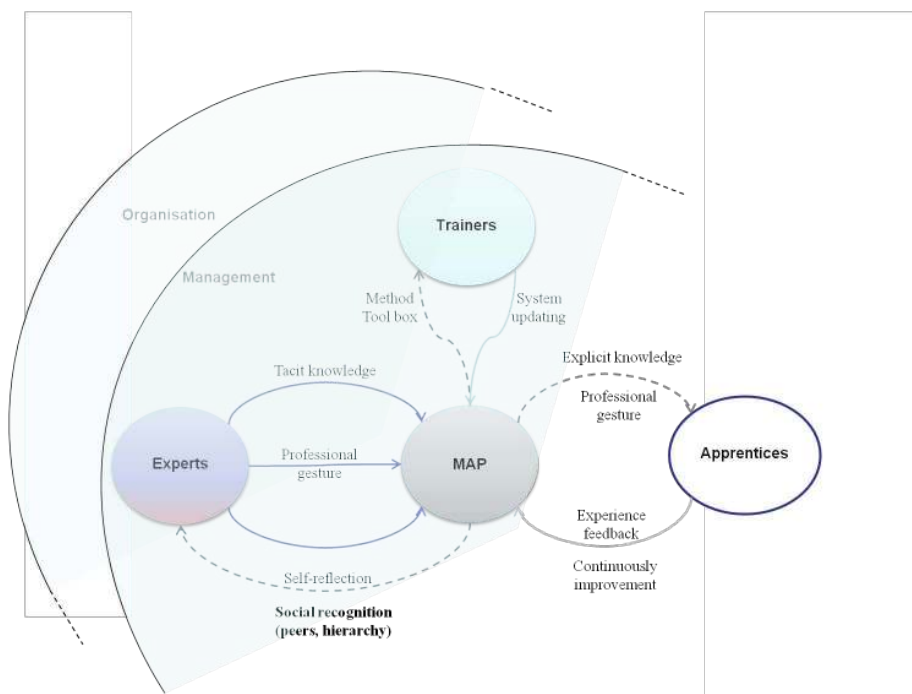 Organisation
Trainers
Management
Method
Tool box
System
updating
Explicit knowledge
Tacit knowledge
Professional
gesture
Experts
Professional
gesture
MAP
Apprentices
Experience
feedback
Self-reflection
Continuously
improvement
Social recognition
(peers, hierarchy)